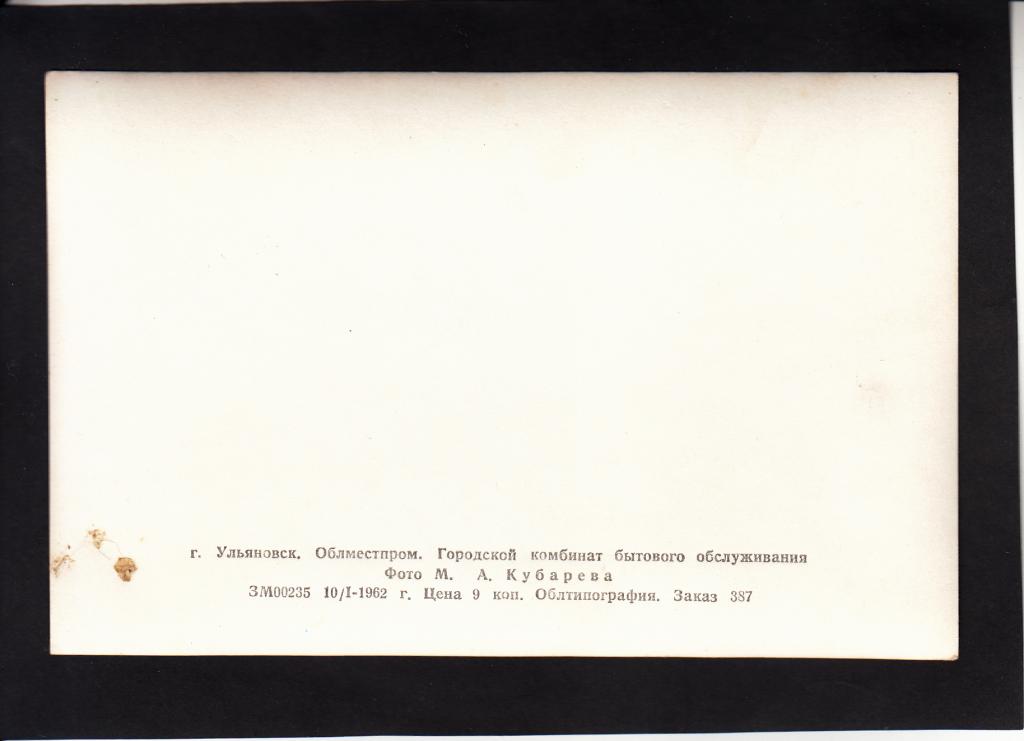 г. Ульяновск. Облместпром. Городской комбинат бытового обслуживания
Фото М. А. Кубарева
ЗМ00235 10/I-1962 г. Цена 9 коп. Облтипография. Заказ 387